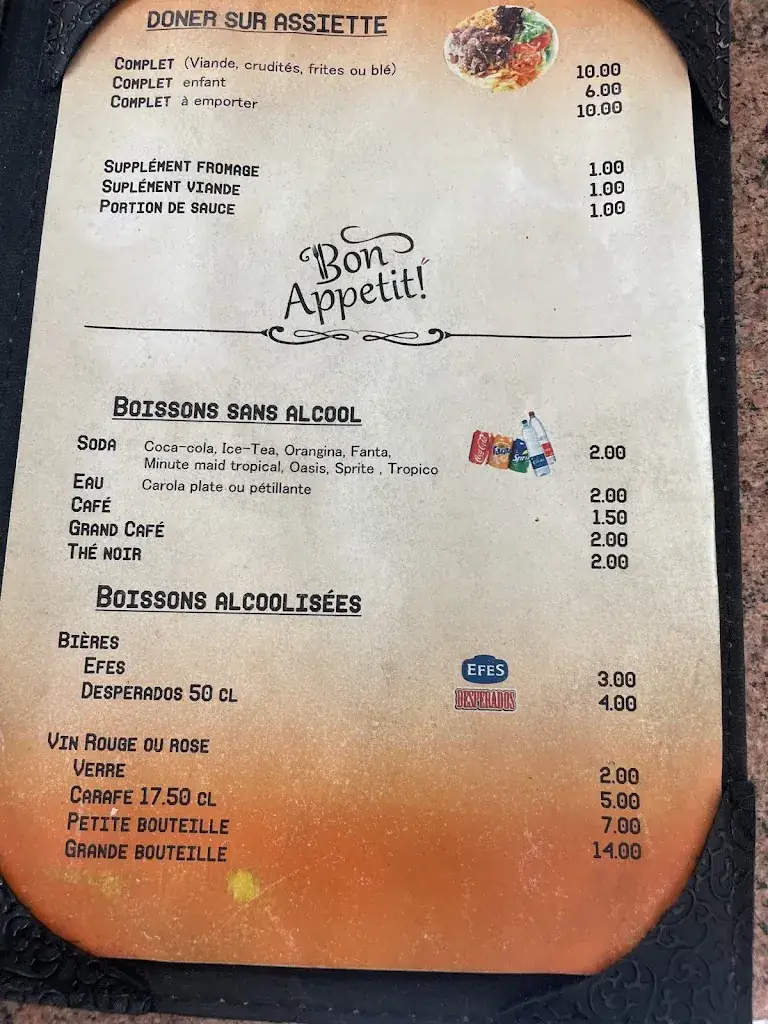 DONER SUR ASSIETTE
COMPLET (Viande, crudités, frites ou blé) 10.00
COMPLET enfant 6.00
COMPLET à emporter 10.00
SUPPLÉMENT FROMAGE 1.00
SUPLÉMENT VIANDE 1.00
PORTION DE SAUCE 1.00
Bon
Appetit!
BOISSONS SANS ALCOOL
SODA Coca-cola, Ice-Tea, Orangina, Fanta,
Minute maid tropical, Oasis, Sprite , Tropico 2.00
EAU Carola plate ou pétillante 2.00
CAFÉ 1.50
GRAND CAFÉ 2.00
THÉ NOIR 2.00
BOISSONS ALCOOLISÉES
BIÈRES
EFES EFES 3.00
DESPERADOS 50 CL DESPERADOS 4.00
VIN ROUGE OU ROSE
VERRE 2.00
CARAFE 17.50 CL 5.00
PETITE BOUTEILLE 7.00
GRANDE BOUTEILLE 14.00